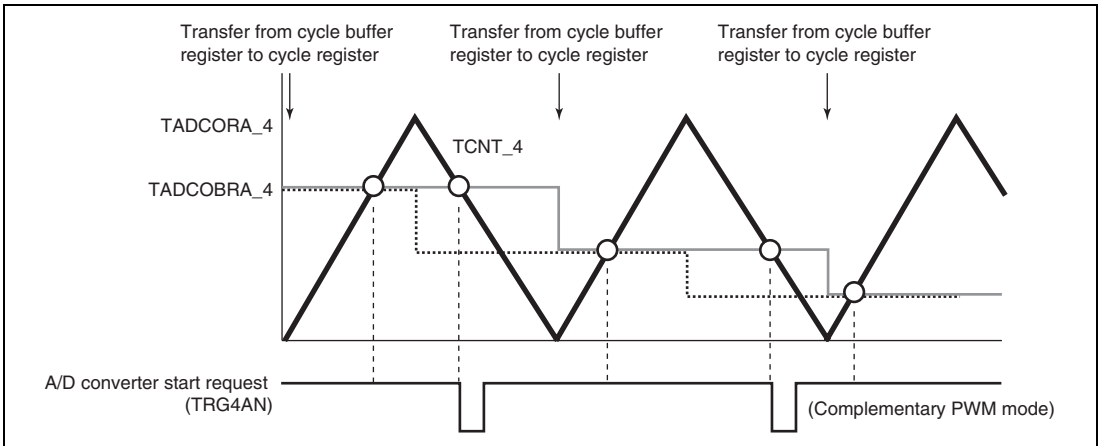 Transfer from cycle buffer
register to cycle register
Transfer from cycle buffer
register to cycle register
Transfer from cycle buffer
register to cycle register
TADCORA_4
TCNT_4
TADCOBRA_4
A/D converter start request
(TRG4AN)
(Complementary PWM mode)